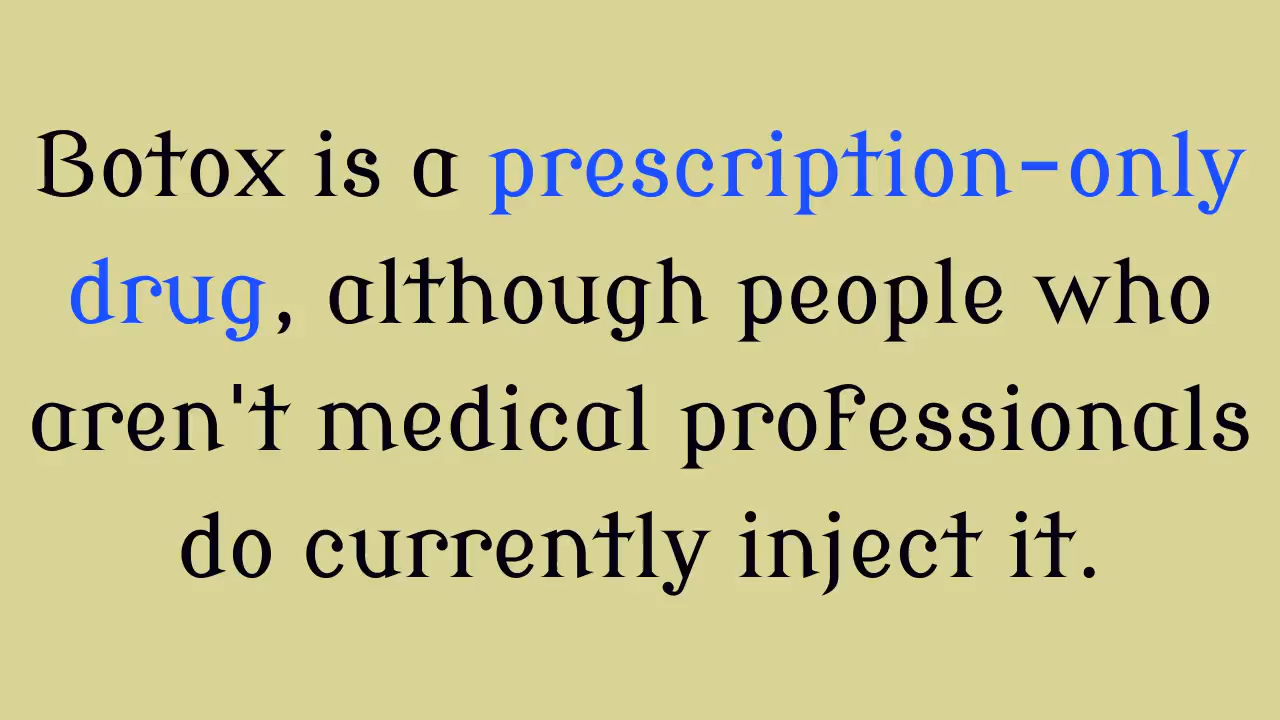 Botox is a prescription-only
drug, although people who
aren't medical professionals
do currently inject it.